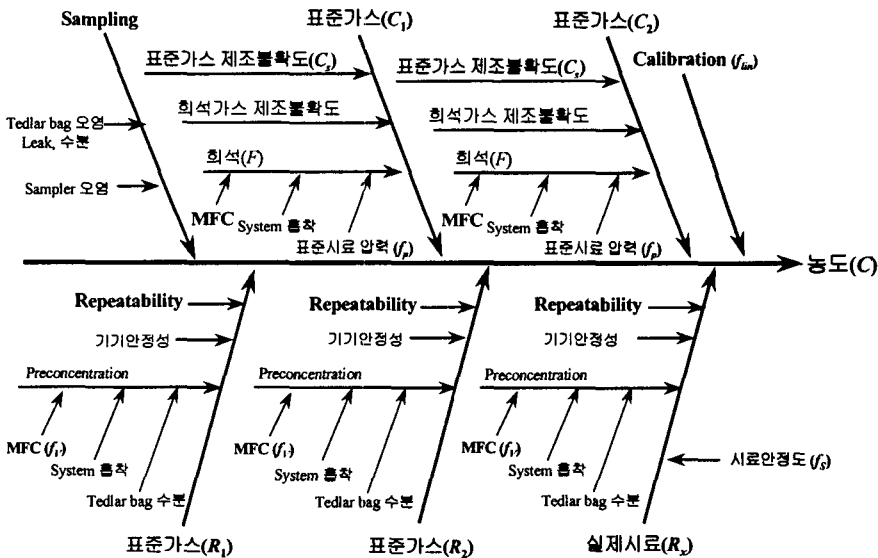 Sampling
표준가스(C1)
표준가스(C2)
표준가스 제조불확도(Cs)
표준가스 제조불확도(Cs)
Calibration (flin)
희석가스 제조불확도
희석가스 제조불확도
Tedlar bag 오염
Leak, 수분
희석(F)
희석(F)
Sampler 오염
MFC
System 흡착
MFC
System 흡착
표준시료 압력(fp)
표준시료 압력(fp)
농도(C)
Repeatability
Repeatability
Repeatability
기기안정성
기기안정성
기기안정성
Preconcentration
Preconcentration
Preconcentration
MFC (fV)
MFC (fV)
MFC (fV)
System 흡착
System 흡착
System 흡착
시료안정도(fS)
Tedlar bag 수분
Tedlar bag 수분
Tedlar bag 수분
표준가스(R1)
표준가스(R2)
실제시료(Rx)